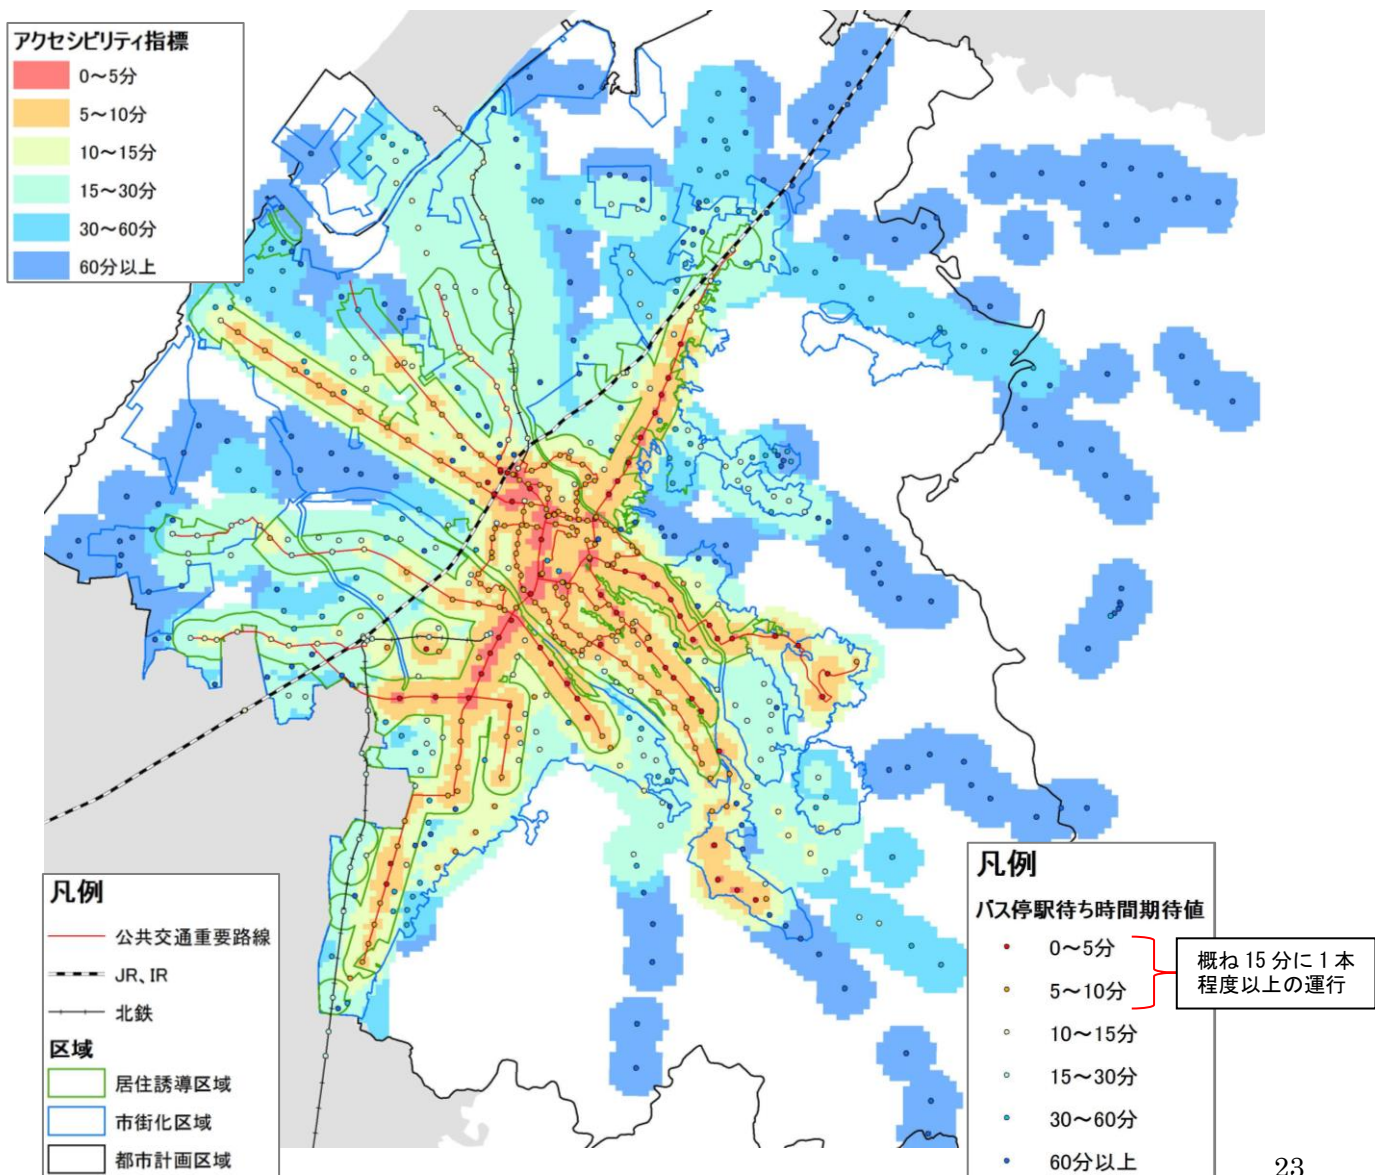 アクセシビリティ指標
0～5分
5～10分
10～15分
15～30分
30～60分
60分以上
凡例
公共交通重要路線
JR、IR
北鉄
区域
居住誘導区域
市街化区域
都市計画区域
凡例
バス停駅待ち時間期待値
0～5分
5～10分
10～15分
15～30分
30～60分
60分以上
概ね 15 分に 1 本
程度以上の運行
23